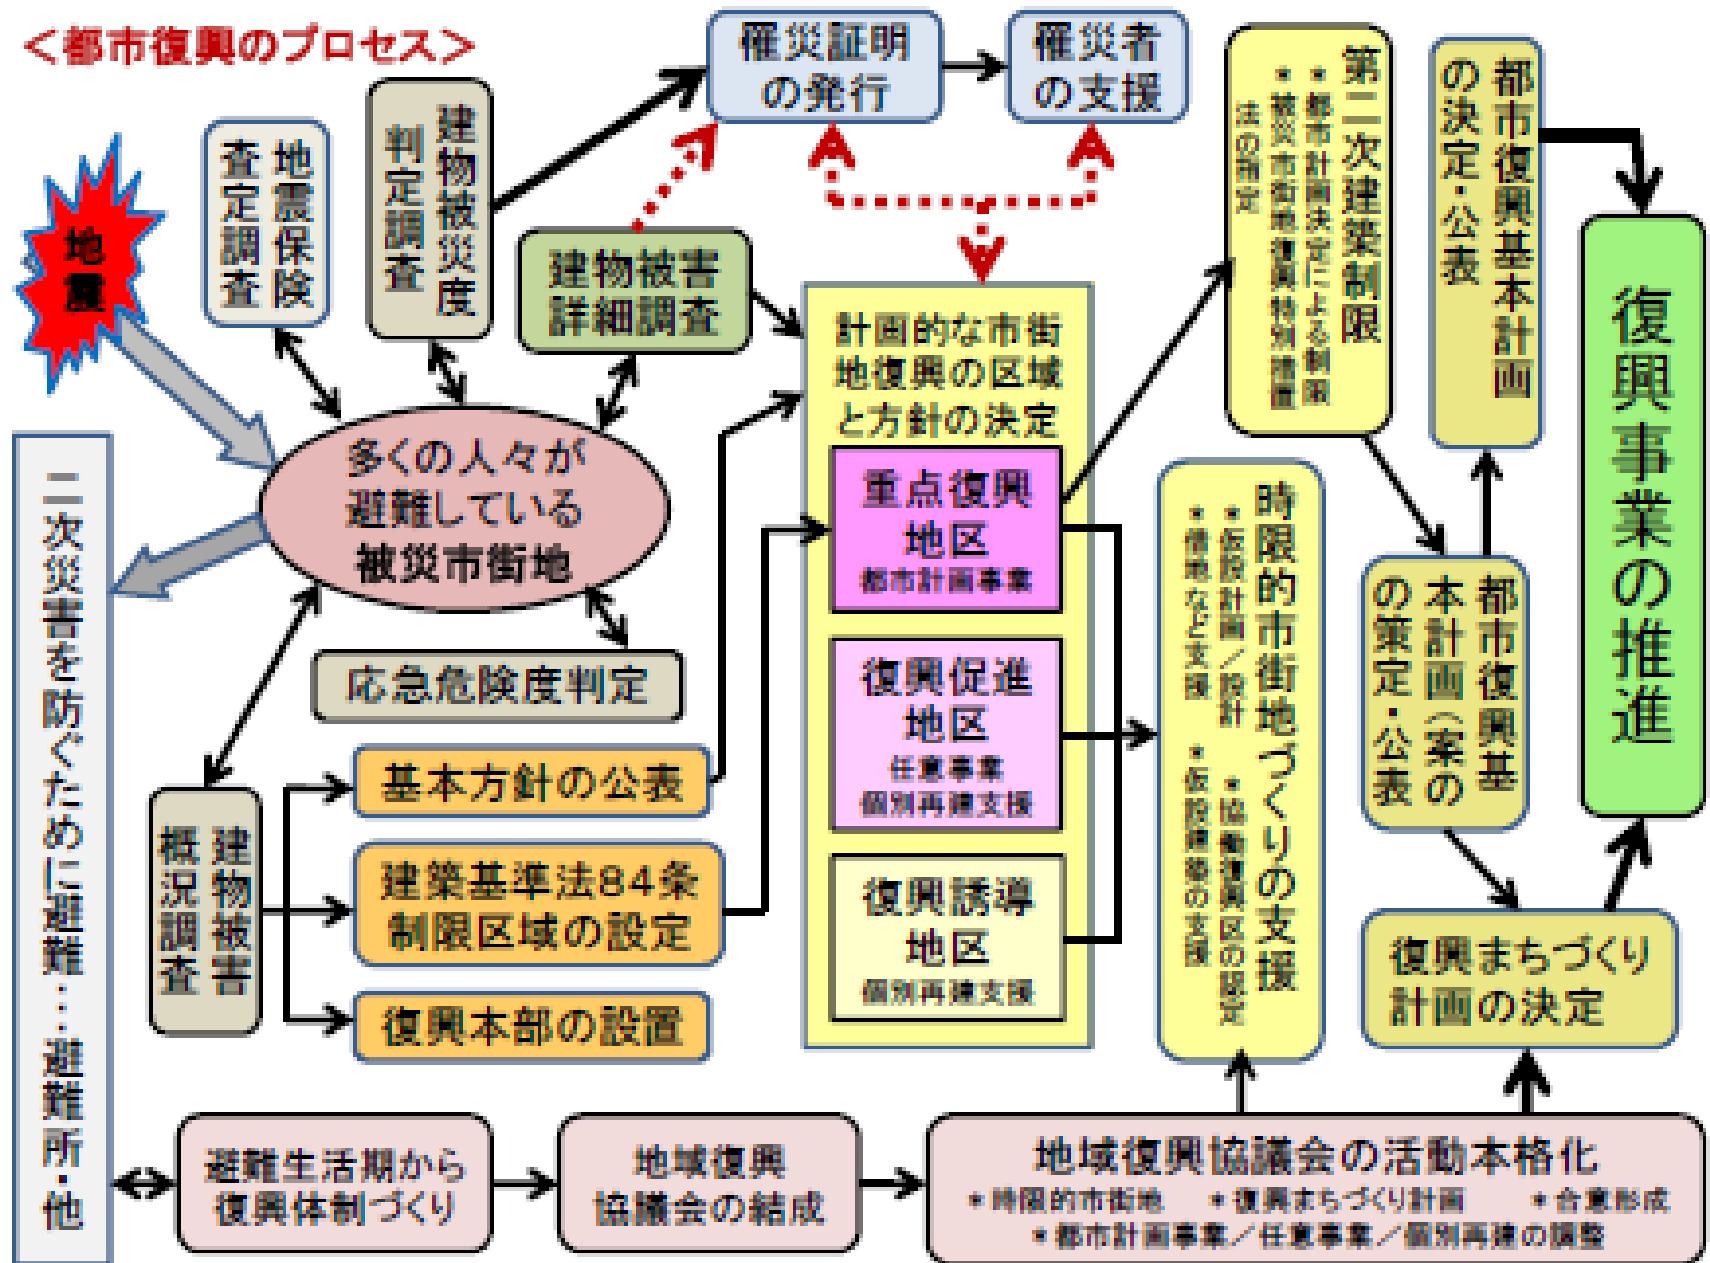 ＜都市復興のプロセス＞
地震
地震保険
査定調査
建物被災度
判定調査
罹災証明
の発行
罹災者
の支援
建物被害
詳細調査
多くの人々が
避難している
被災市街地
二次災害を防ぐために避難…避難所・他
応急危険度判定
建物被害
概況調査
基本方針の公表
建築基準法84条
制限区域の設定
復興本部の設置
計画的な市街
地復興の区域
と方針の決定
重点復興
地区
都市計画事業
復興促進
地区
任意事業
個別再建支援
復興誘導
地区
個別再建支援
第二次建築制限
＊都市計画決定による制限
＊被災市街地復興特別措置
法の指定
時限的市街地づくりの支援
＊仮設計画／設計
＊協働復興区の認定
＊借地など支援
＊仮設建築の支援
都市復興基本計画
の決定・公表
都市復興基
本計画（案の
の策定・公表
復興まちづくり
計画の決定
復興事業の推進
避難生活期から
復興体制づくり
地域復興
協議会の結成
地域復興協議会の活動本格化
＊時限的市街地　＊復興まちづくり計画　＊合意形成
＊都市計画事業／任意事業／個別再建の調整